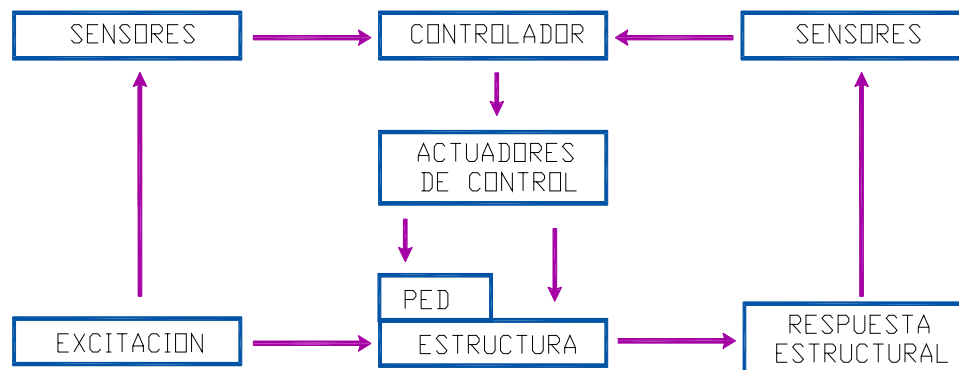 SENSORES
CONTROLADOR
SENSORES
ACTUADORES
DE CONTROL
PED
EXCITACION
ESTRUCTURA
RESPUESTA
ESTRUCTURAL